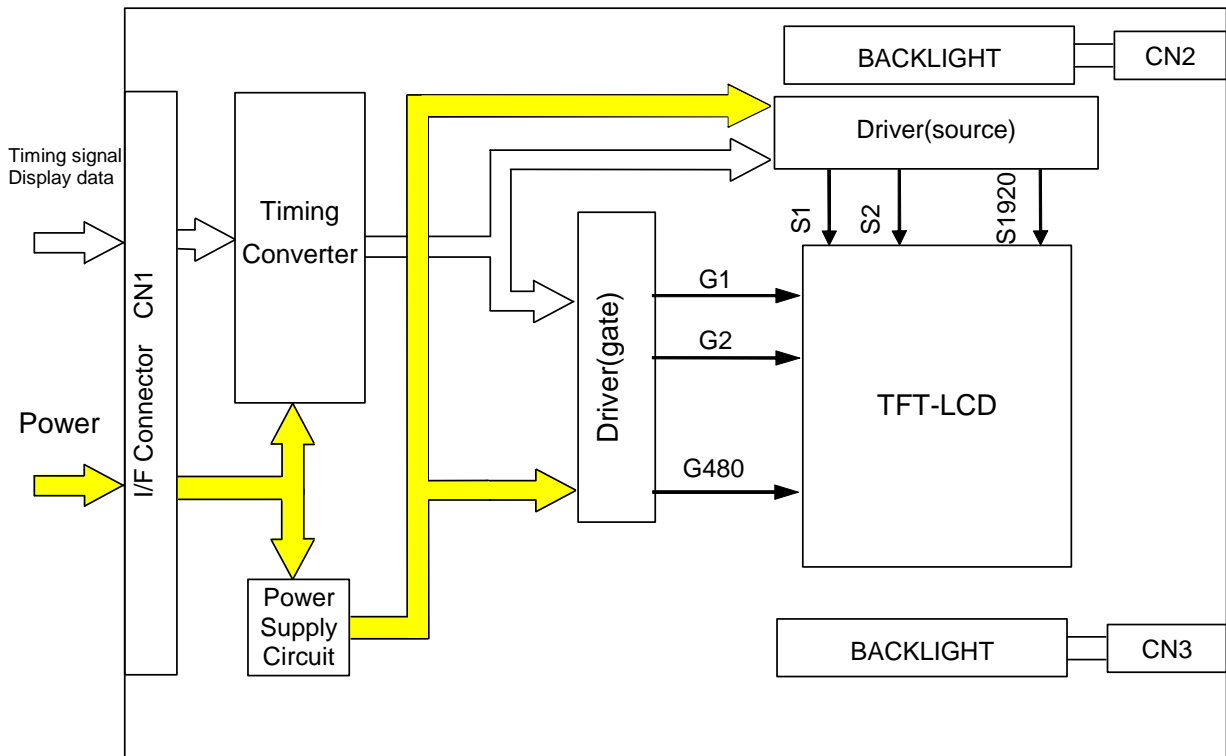 BACKLIGHT
CN2
Driver(source)
Timing signal
Display data
Timing
Converter
S1
S2
S1920
I/F Connector CN1
Driver(gate)
G1
G2
G480
TFT-LCD
Power
Power
Supply
Circuit
BACKLIGHT
CN3